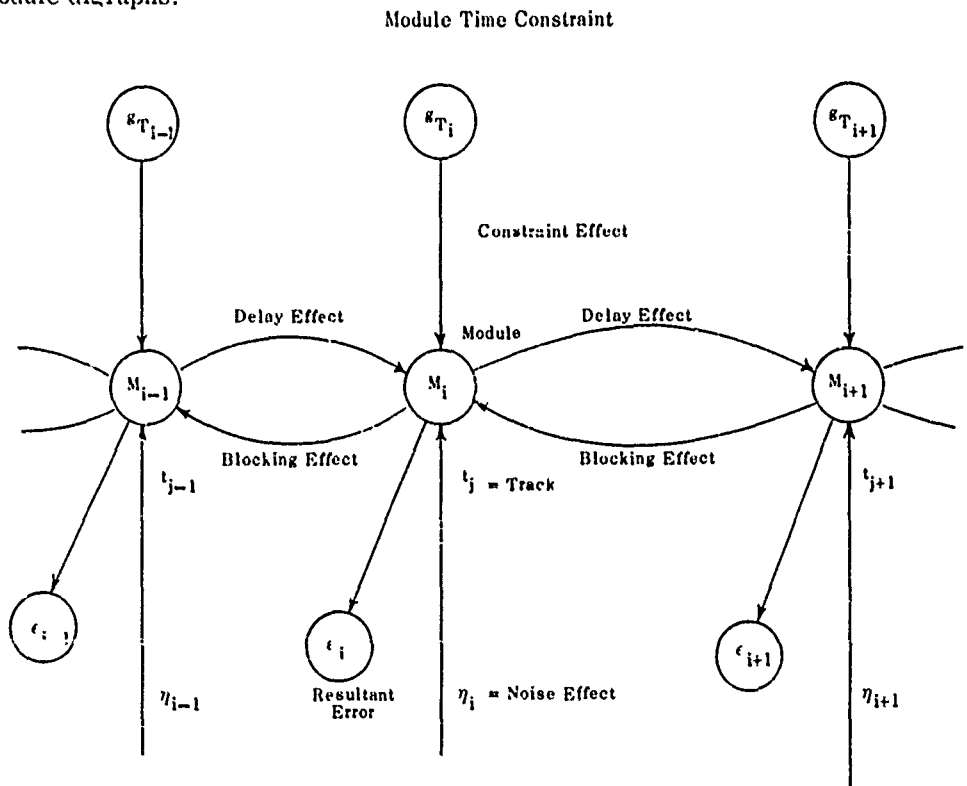 Module Time Constraint
g_{T_{i-1}}
g_{T_i}
g_{T_{i+1}}
Constraint Effect
Delay Effect
Module
Delay Effect
M_{i-1}
M_i
M_{i+1}
Blocking Effect
Blocking Effect
t_{j-1}
t_j = Track
t_{j+1}
ϵ_i
ϵ_{i+1}
Resultant
Error
η_{i-1}
η_i = Noise Effect
η_{i+1}